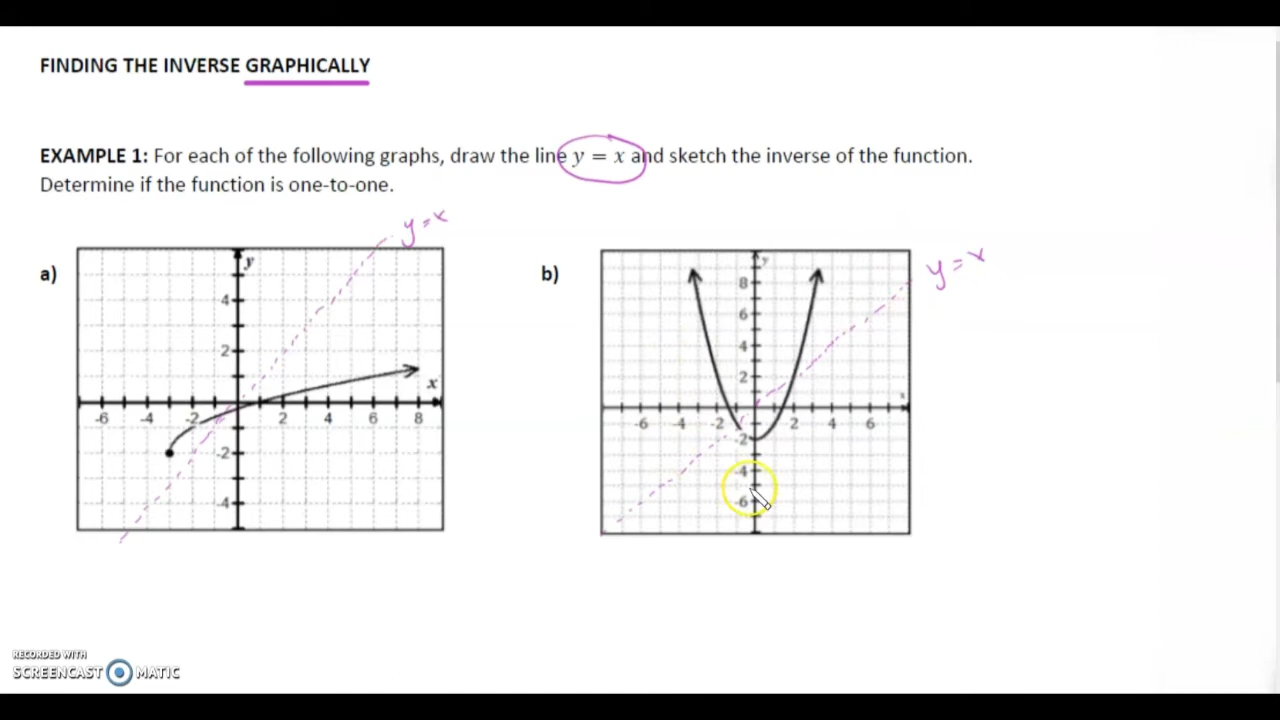 FINDING THE INVERSE GRAPHICALLY
EXAMPLE 1: For each of the following graphs, draw the line y = x and sketch the inverse of the function.
Determine if the function is one-to-one.
a)
y = x
y
4
2
x
-6 -4 -2 2 4 6 8
-2
-4
b)
y = x
y
8
6
4
2
x
-6 -4 -2 2 4 6
-2
-4
-6
RECORDED WITH
SCREENCAST MATIC